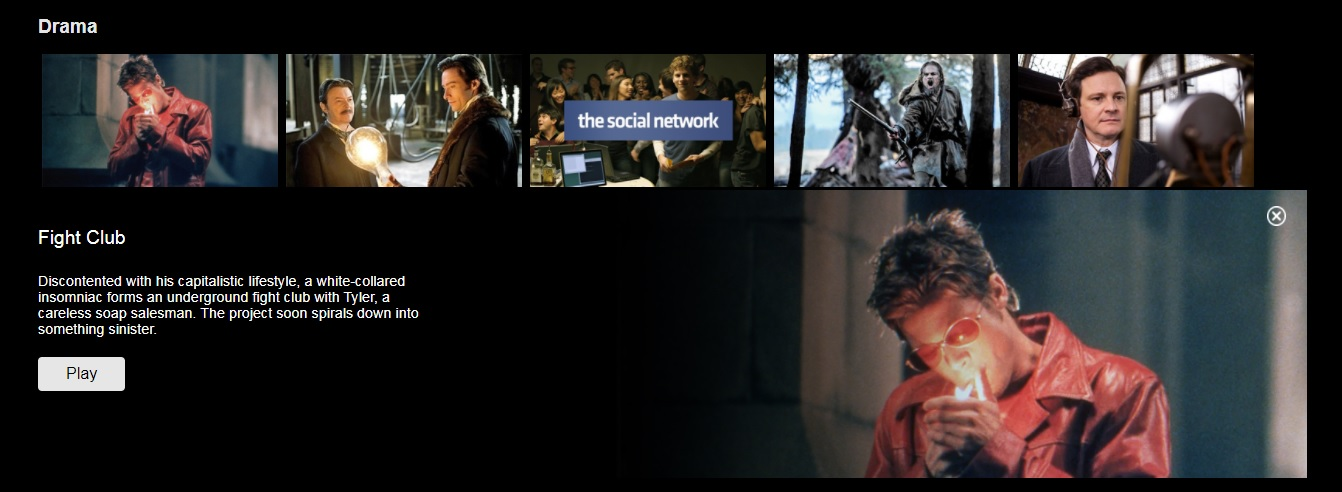 Drama
the social network
Fight Club
Discontented with his capitalistic lifestyle, a white-collared
insomniac forms an underground fight club with Tyler, a
careless soap salesman. The project soon spirals down into
something sinister.
Play